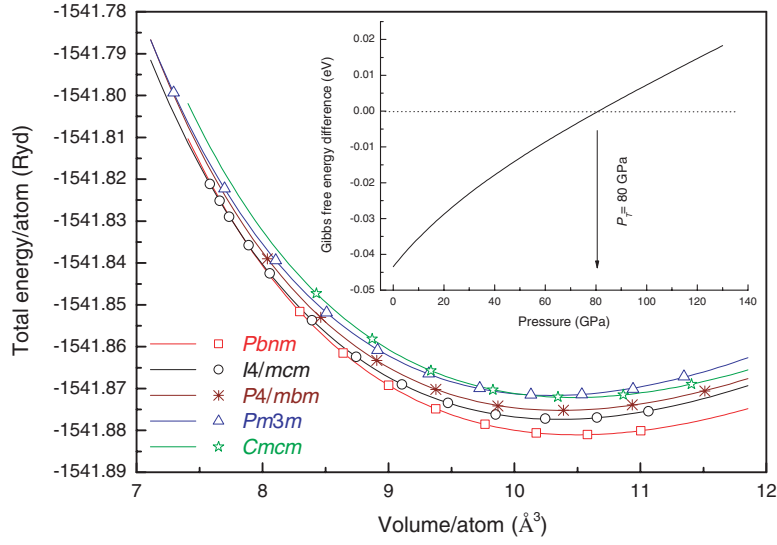 -1541.78
-1541.79
-1541.80
-1541.81
-1541.82
-1541.83
-1541.84
-1541.85
-1541.86
-1541.87
-1541.88
-1541.89
Total energy/atom (Ryd)
7 8 9 10 11 12
Volume/atom (Å³)
Pbnm
I4/mcm
P4/mbm
Pm3m
Cmcm
0.02
0.01
0.00
-0.01
-0.02
-0.03
-0.04
-0.05
Gibbs free energy difference (eV)
P_T= 80 GPa
0 20 40 60 80 100 120 140
Pressure (GPa)